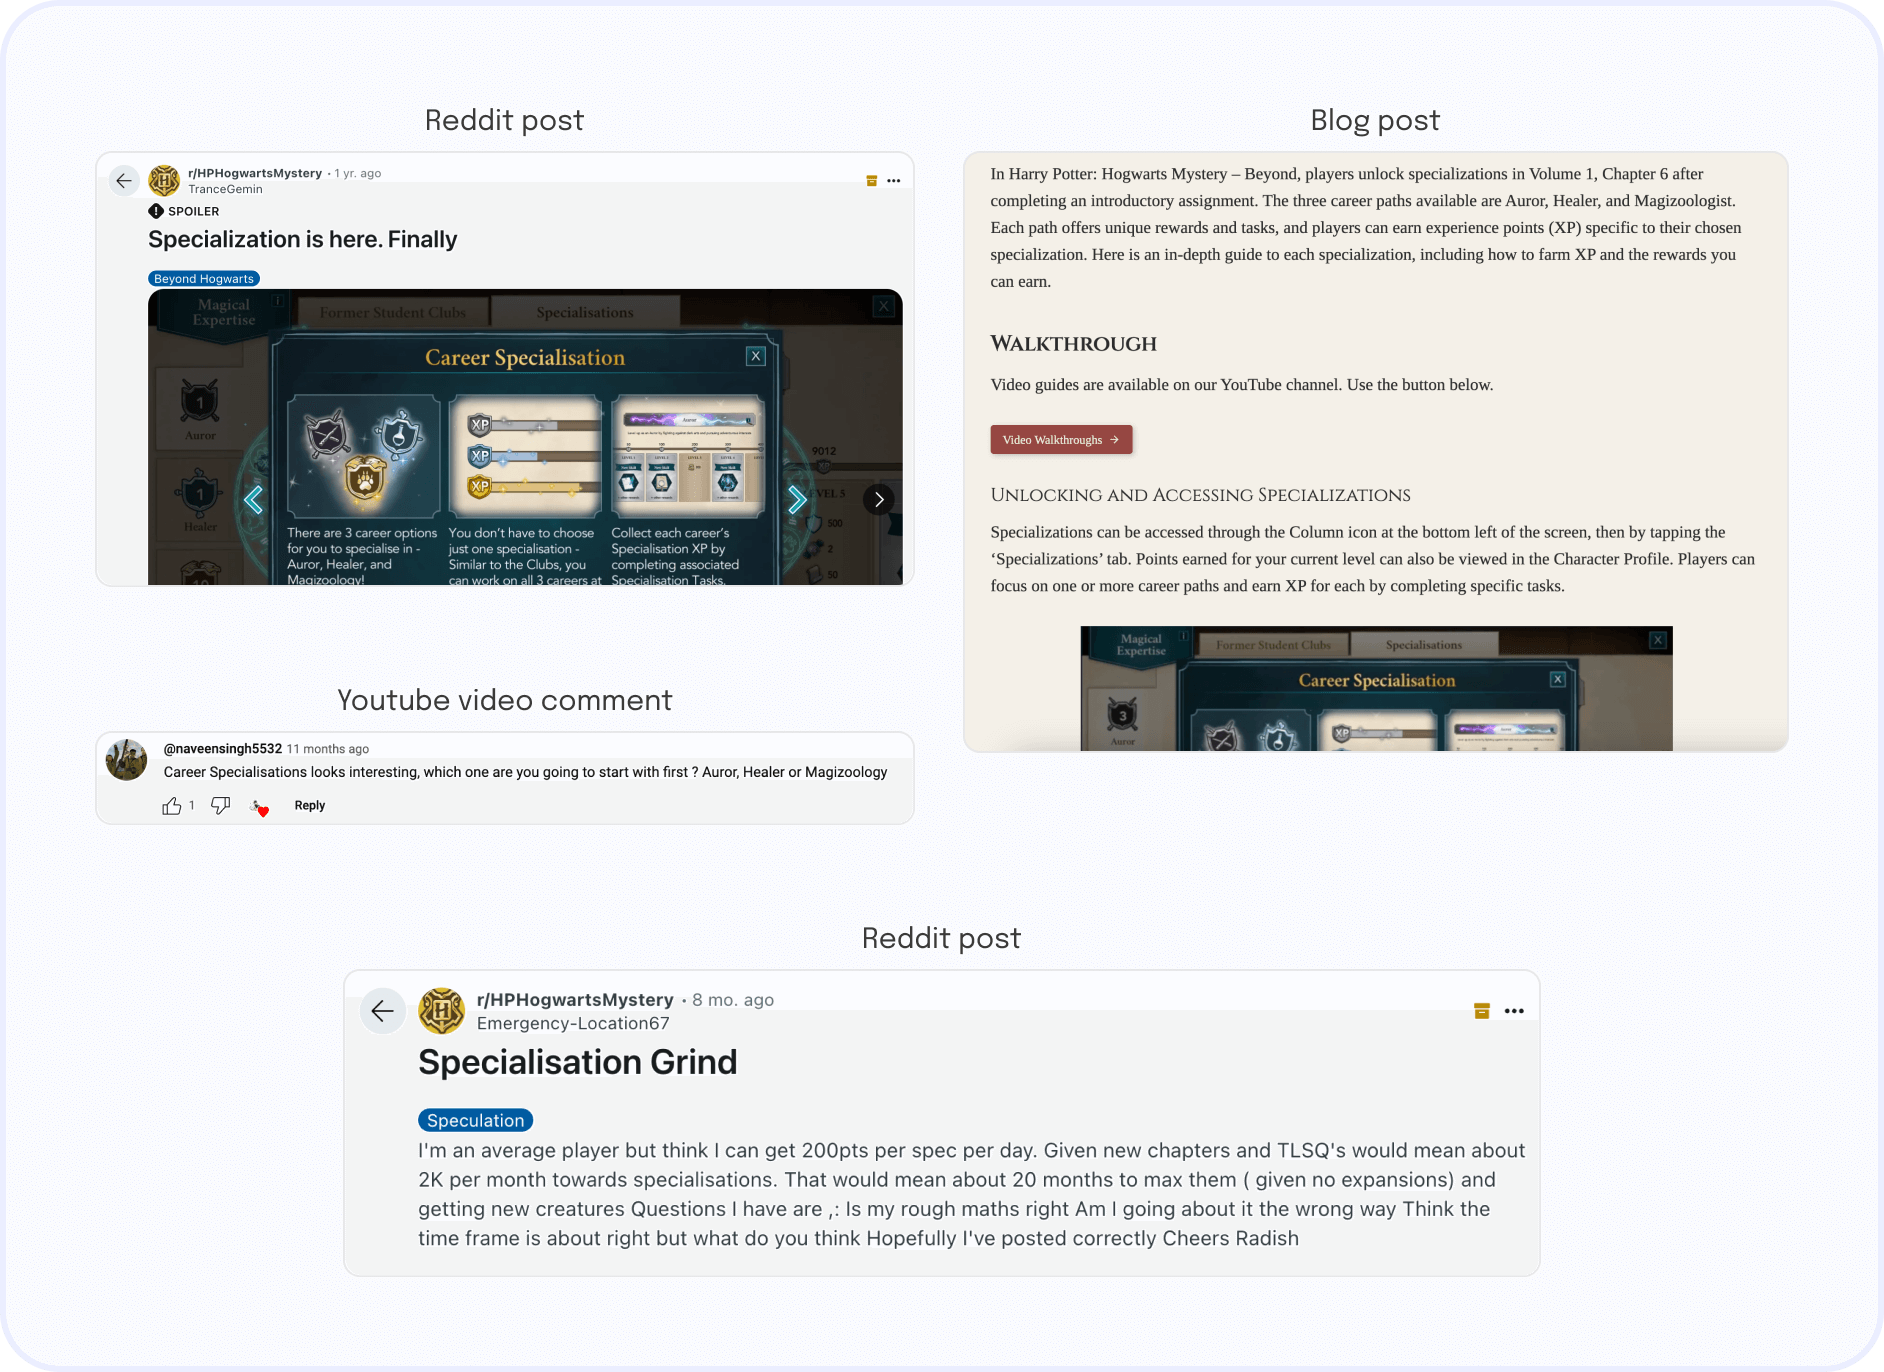 Reddit post
r/HPHogwartsMystery • 1 yr. ago
TranceGemin
SPOILER
Specialization is here. Finally
Beyond Hogwarts
Magical
Expertise
Former Student Clubs
Specialisations
X
Career Specialisation
X
1
Auror
1
Healer
10
XP
XP
XP
Auror
LEVEL 1
LEVEL 2
LEVEL 3
LEVEL 4
9012
LEVEL 5
500
2
50
There are 3 career options
for you to specialise in -
Auror, Healer, and
Magizoology!
You don't have to choose
just one specialisation -
Similar to the Clubs, you
can work on all 3 careers at
Collect each career's
Specialisation XP by
completing associated
Specialisation Tasks.
Youtube video comment
@naveensingh5532 11 months ago
Career Specialisations looks interesting, which one are you going to start with first ? Auror, Healer or Magizoology
1
Reply
Blog post
In Harry Potter: Hogwarts Mystery – Beyond, players unlock specializations in Volume 1, Chapter 6 after
completing an introductory assignment. The three career paths available are Auror, Healer, and Magizoologist.
Each path offers unique rewards and tasks, and players can earn experience points (XP) specific to their chosen
specialization. Here is an in-depth guide to each specialization, including how to farm XP and the rewards you
can earn.
WALKTHROUGH
Video guides are available on our YouTube channel. Use the button below.
Video Walkthroughs →
UNLOCKING AND ACCESSING SPECIALIZATIONS
Specializations can be accessed through the Column icon at the bottom left of the screen, then by tapping the
‘Specializations’ tab. Points earned for your current level can also be viewed in the Character Profile. Players can
focus on one or more career paths and earn XP for each by completing specific tasks.
Magical
Expertise
Former Student Clubs
Specialisations
X
Career Specialisation
X
3
Auror
XP
Reddit post
r/HPHogwartsMystery • 8 mo. ago
Emergency-Location67
Specialisation Grind
Speculation
I'm an average player but think I can get 200pts per spec per day. Given new chapters and TLSQ's would mean about
2K per month towards specialisations. That would mean about 20 months to max them ( given no expansions) and
getting new creatures Questions I have are ,: Is my rough maths right Am I going about it the wrong way Think the
time frame is about right but what do you think Hopefully I've posted correctly Cheers Radish